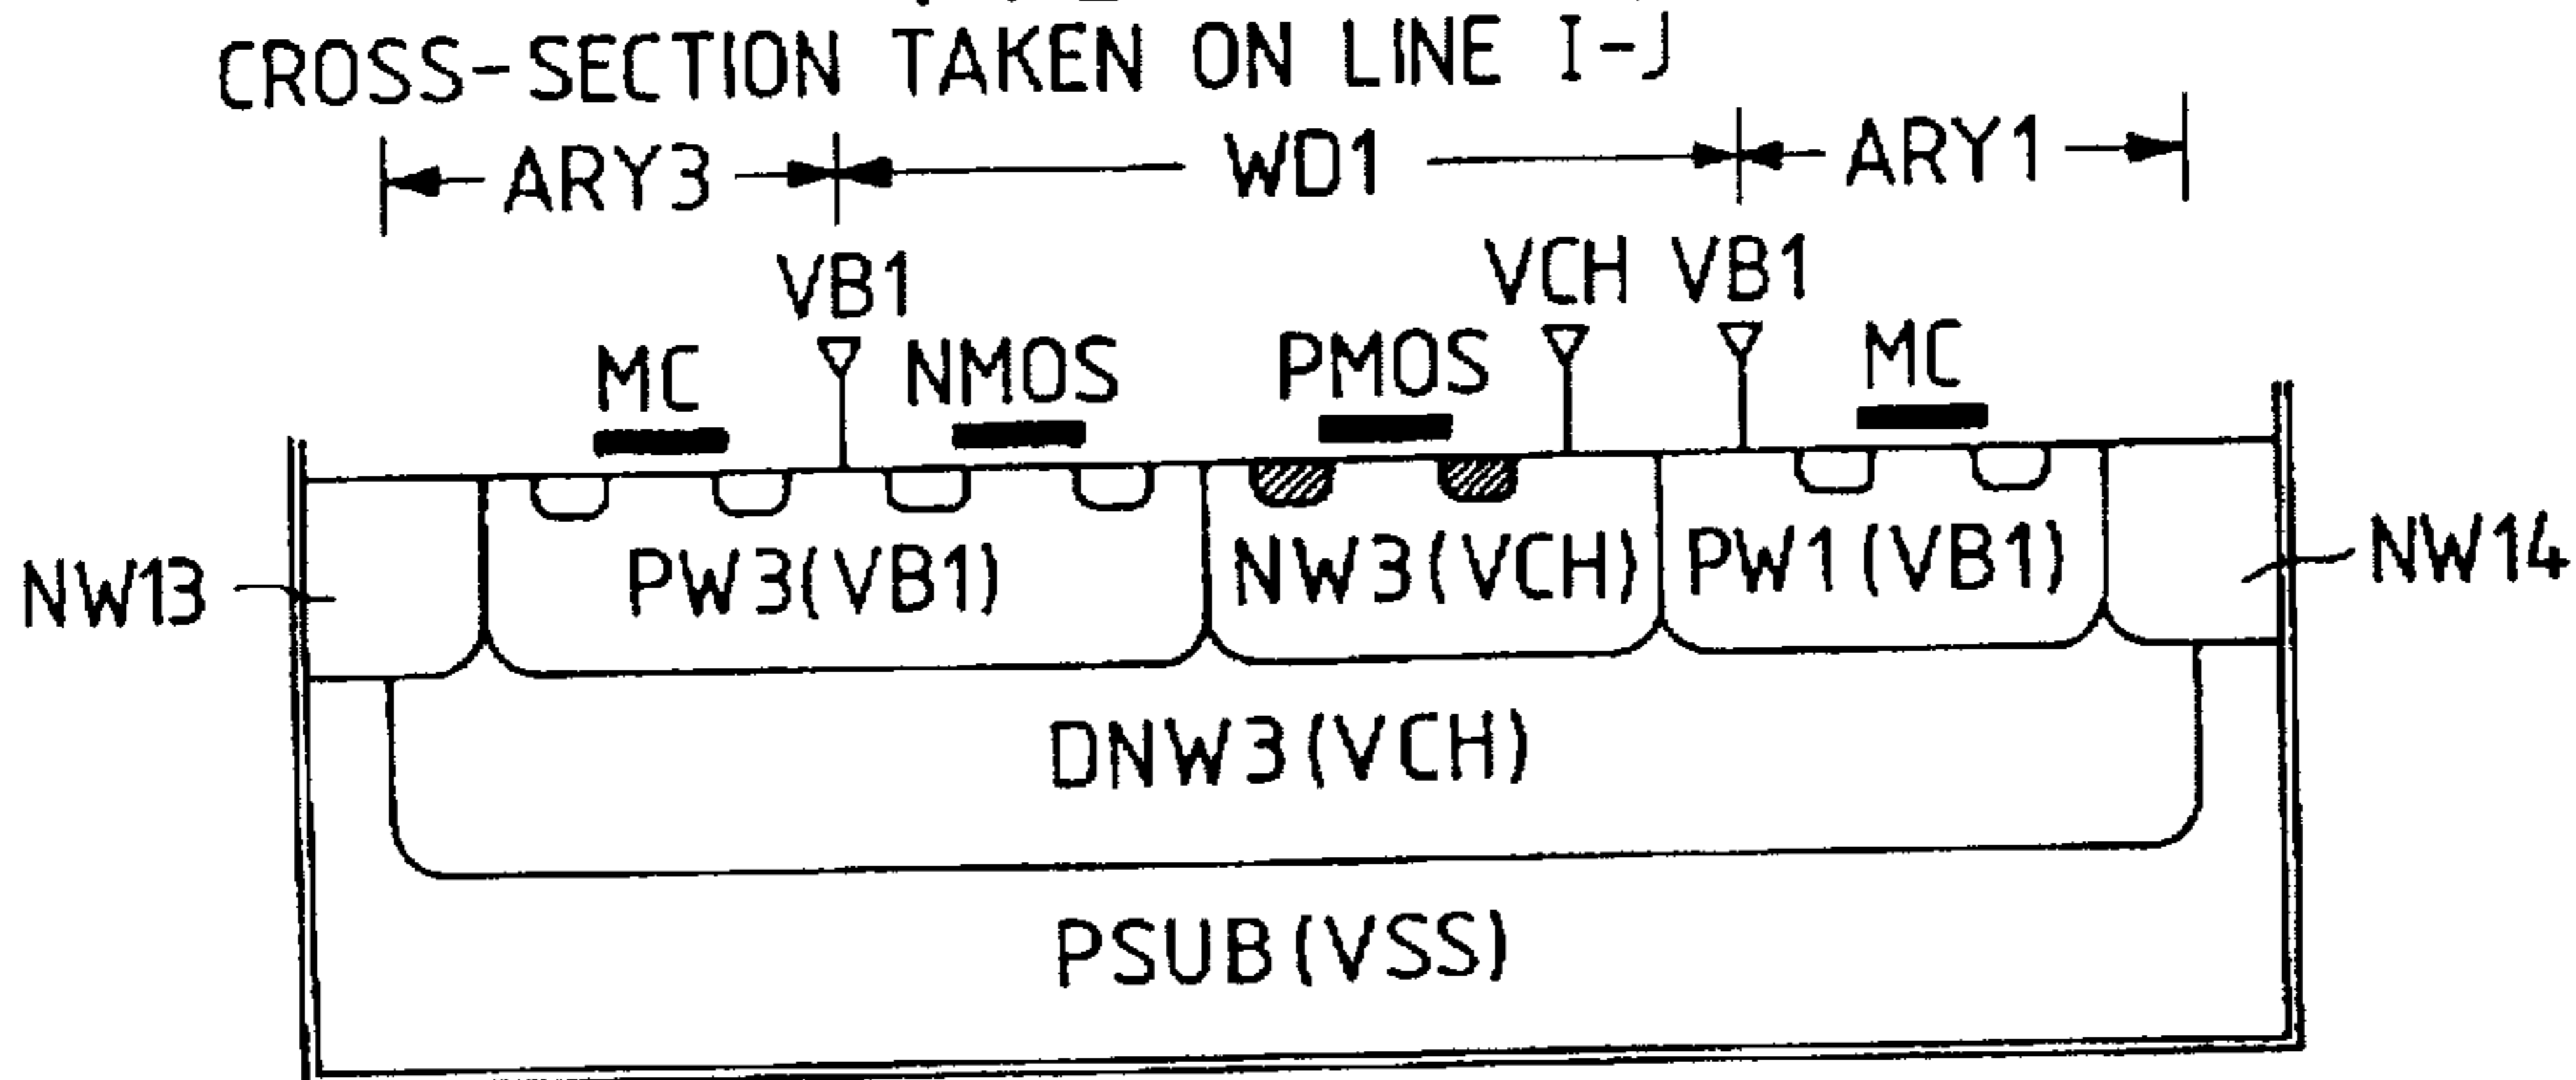 CROSS-SECTION TAKEN ON LINE I-J
ARY3 WD1 ARY1
VB1 VCH VB1
MC NMOS PMOS MC
NW13 PW3(VB1) NW3(VCH) PW1(VB1) NW14
DNW3(VCH)
PSUB(VSS)